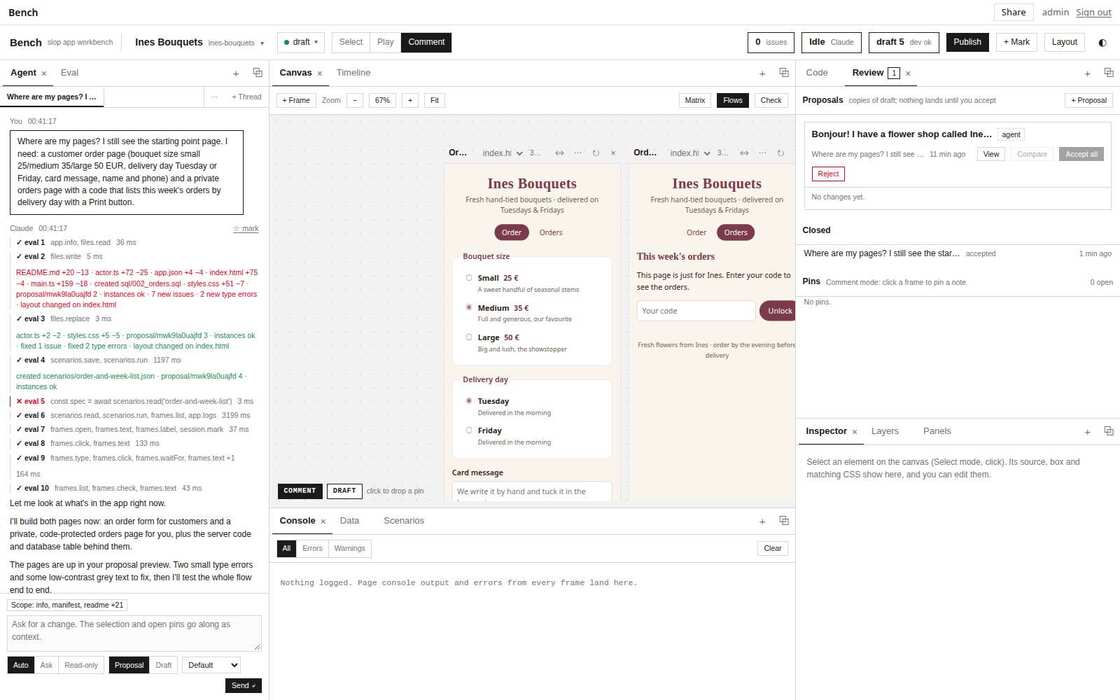 Bench
Share admin Sign out
Bench slop app workbench Ines Bouquets ines-bouquets ▾ draft ▾ Select Play Comment 0 issues Idle Claude draft 5 dev ok Publish + Mark Layout
Agent × Eval +
Where are my pages? I … ··· + Thread
You 00:41:17
Where are my pages? I still see the starting point page. I
need: a customer order page (bouquet size small
25/medium 35/large 50 EUR, delivery day Tuesday or
Friday, card message, name and phone) and a private
orders page with a code that lists this week's orders by
delivery day with a Print button.
Claude 00:41:17 ☆ mark
✓ eval 1 app.info, files.read 36 ms
✓ eval 2 files.write 5 ms
README.md +20 −13 · actor.ts +72 −25 · app.json +4 −4 · index.html +75
−4 · main.ts +159 −18 · created sql/002_orders.sql · styles.css +51 −7 ·
proposal/mwk9la0uajfd 2 · instances ok · 7 new issues · 2 new type errors
· layout changed on index.html
✓ eval 3 files.replace 3 ms
actor.ts +2 −2 · styles.css +5 −5 · proposal/mwk9la0uajfd 3 · instances ok
· fixed 1 issue · fixed 2 type errors · layout changed on index.html
✓ eval 4 scenarios.save, scenarios.run 1197 ms
created scenarios/order-and-week-list.json · proposal/mwk9la0uajfd 4 ·
instances ok
✕ eval 5 const spec = await scenarios.read('order-and-week-list') 3 ms
✓ eval 6 scenarios.read, scenarios.run, frames.list, app.logs 3199 ms
✓ eval 7 frames.open, frames.text, frames.label, session.mark 37 ms
✓ eval 8 frames.click, frames.text 133 ms
✓ eval 9 frames.type, frames.click, frames.waitFor, frames.text +1
164 ms
✓ eval 10 frames.list, frames.check, frames.text 43 ms
Let me look at what's in the app right now.
I'll build both pages now: an order form for customers and a
private, code-protected orders page for you, plus the server code
and database table behind them.
The pages are up in your proposal preview. Two small type errors
and some low-contrast grey text to fix, then I'll test the whole flow
end to end.
Scope: info, manifest, readme +21
Ask for a change. The selection and open pins go along as
context.
Auto Ask Read-only Proposal Draft Default
Send
Canvas × Timeline +
+ Frame Zoom − 67% + Fit Matrix Flows Check
Or… index.h 3… ··· ×
Ines Bouquets
Fresh hand-tied bouquets · delivered on
Tuesdays & Fridays
Order Orders
Bouquet size
Small 25 €
A sweet handful of seasonal stems
Medium 35 €
Full and generous, our favourite
Large 50 €
Big and lush, the showstopper
Delivery day
Tuesday
Delivered in the morning
Friday
Delivered in the morning
Card message
We write it by hand and tuck it in the
Ord… index.h 3… ···
Ines Bouquets
Fresh hand-tied bouquets · delivered on
Tuesdays & Fridays
Order Orders
This week's orders
This page is just for Ines. Enter your code to
see the orders.
Your code Unlock
Fresh flowers from Ines · order by the evening before
delivery
COMMENT DRAFT click to drop a pin
Console × Data Scenarios +
All Errors Warnings Clear
Nothing logged. Page console output and errors from every frame land here.
Code Review 1 × +
Proposals copies of draft; nothing lands until you accept + Proposal
Bonjour! I have a flower shop called Ine… agent
Where are my pages? I still see … 11 min ago View Compare Accept all
Reject
No changes yet.
Closed
Where are my pages? I still see the star… accepted 1 min ago
Pins Comment mode: click a frame to pin a note 0 open
No pins.
Inspector × Layers Panels +
Select an element on the canvas (Select mode, click). Its source, box and
matching CSS show here, and you can edit them.